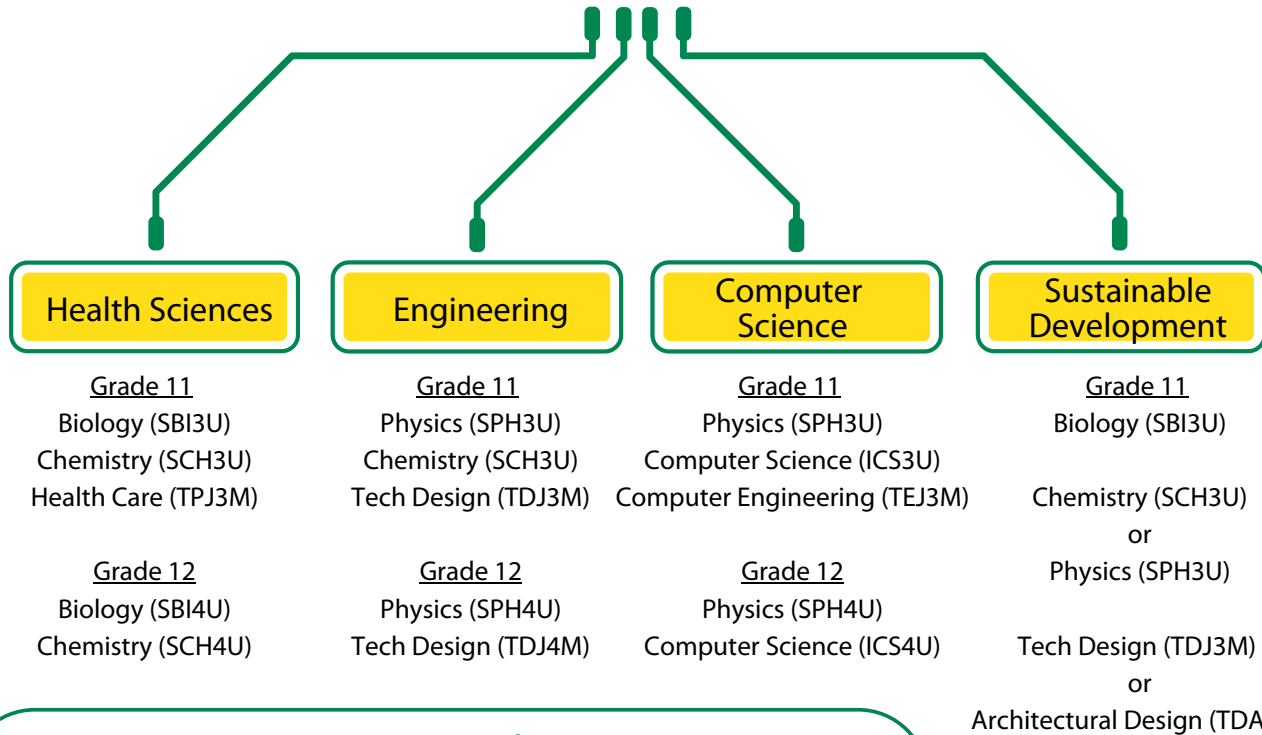 Health Sciences
Grade 11
Biology (SBI3U)
Chemistry (SCH3U)
Health Care (TPJ3M)
Grade 12
Biology (SBI4U)
Chemistry (SCH4U)
Engineering
Grade 11
Physics (SPH3U)
Chemistry (SCH3U)
Tech Design (TDJ3M)
Grade 12
Physics (SPH4U)
Tech Design (TDJ4M)
Computer
Science
Grade 11
Physics (SPH3U)
Computer Science (ICS3U)
Computer Engineering (TEJ3M)
Grade 12
Physics (SPH4U)
Computer Science (ICS4U)
Sustainable
Development
Grade 11
Biology (SBI3U)
Chemistry (SCH3U)
or
Physics (SPH3U)
Tech Design (TDJ3M)
or
Architectural Design (TDA